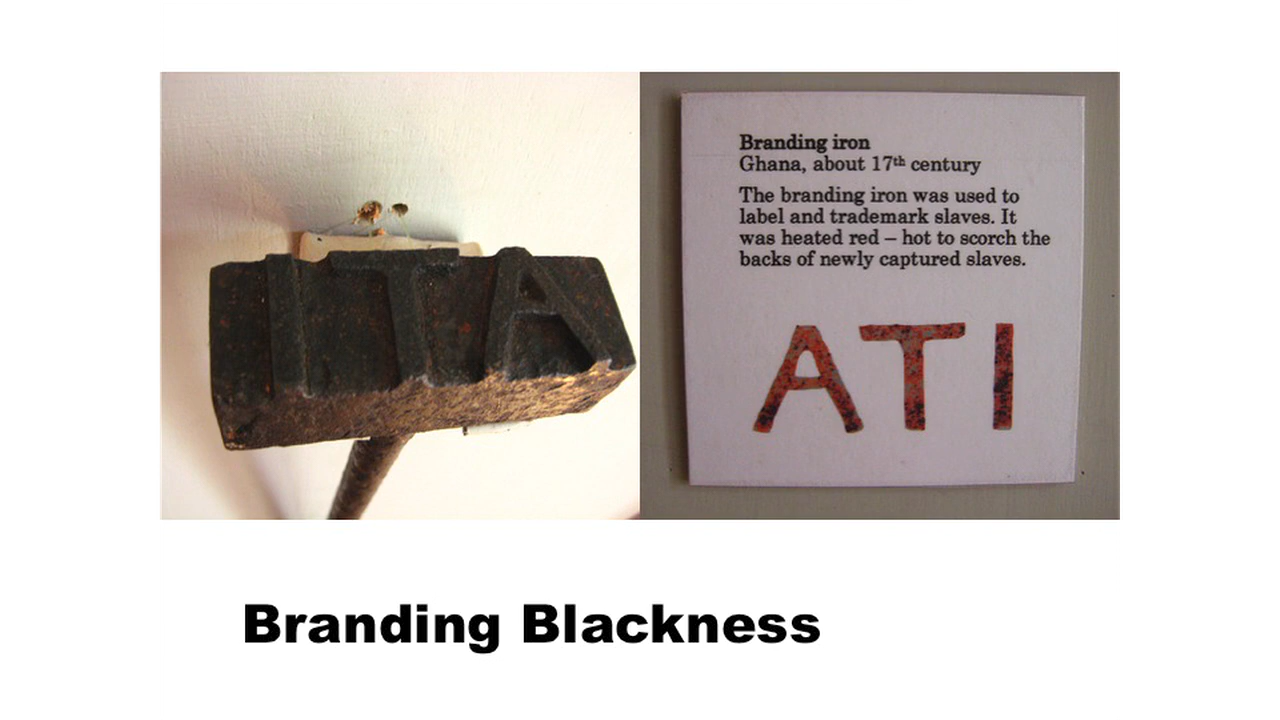 ITA
Branding iron
Ghana, about 17th century
The branding iron was used to
label and trademark slaves. It
was heated red – hot to scorch the
backs of newly captured slaves.
ATI
Branding Blackness